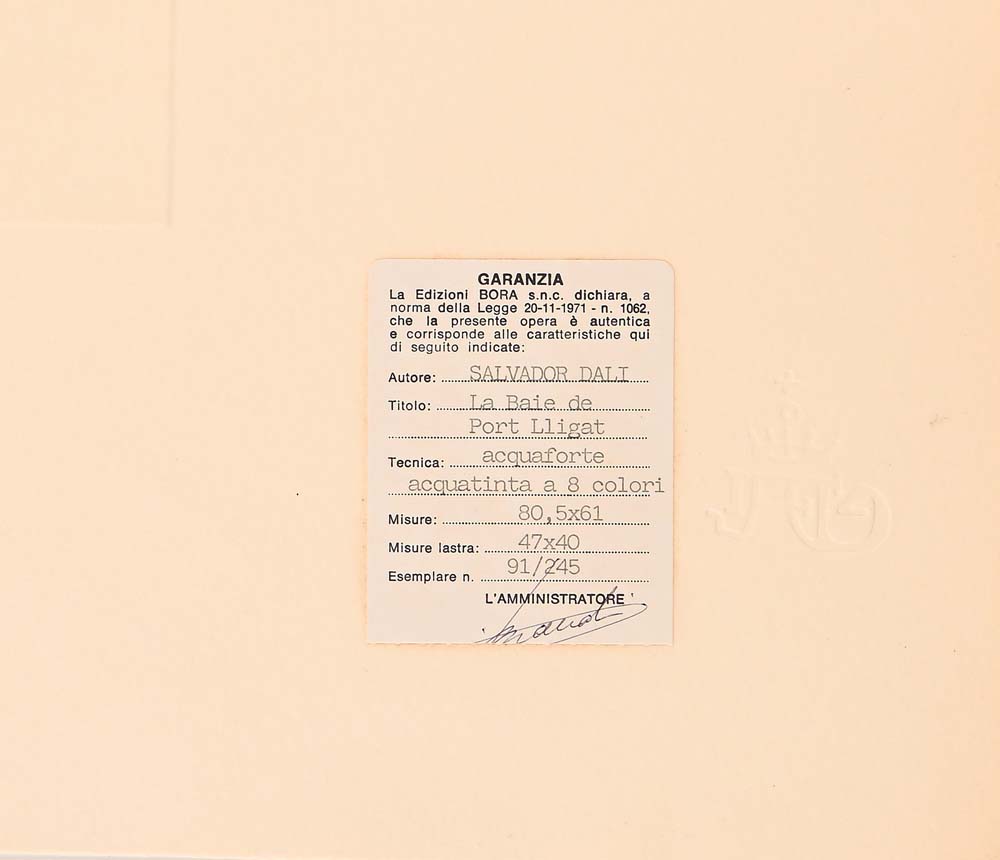 GARANZIA
La Edizioni BORA s.n.c. dichiara, a
norma della Legge 20-11-1971 - n. 1062,
che la presente opera è autentica
e corrisponde alle caratteristiche qui
di seguito indicate:
Autore: SALVADOR DALI
Titolo: La Baie de
Port Lligat
Tecnica: acquaforte
acquatinta a 8 colori
Misure: 80,5x61
Misure lastra: 47x40
Esemplare n. 91/245
L'AMMINISTRATORE